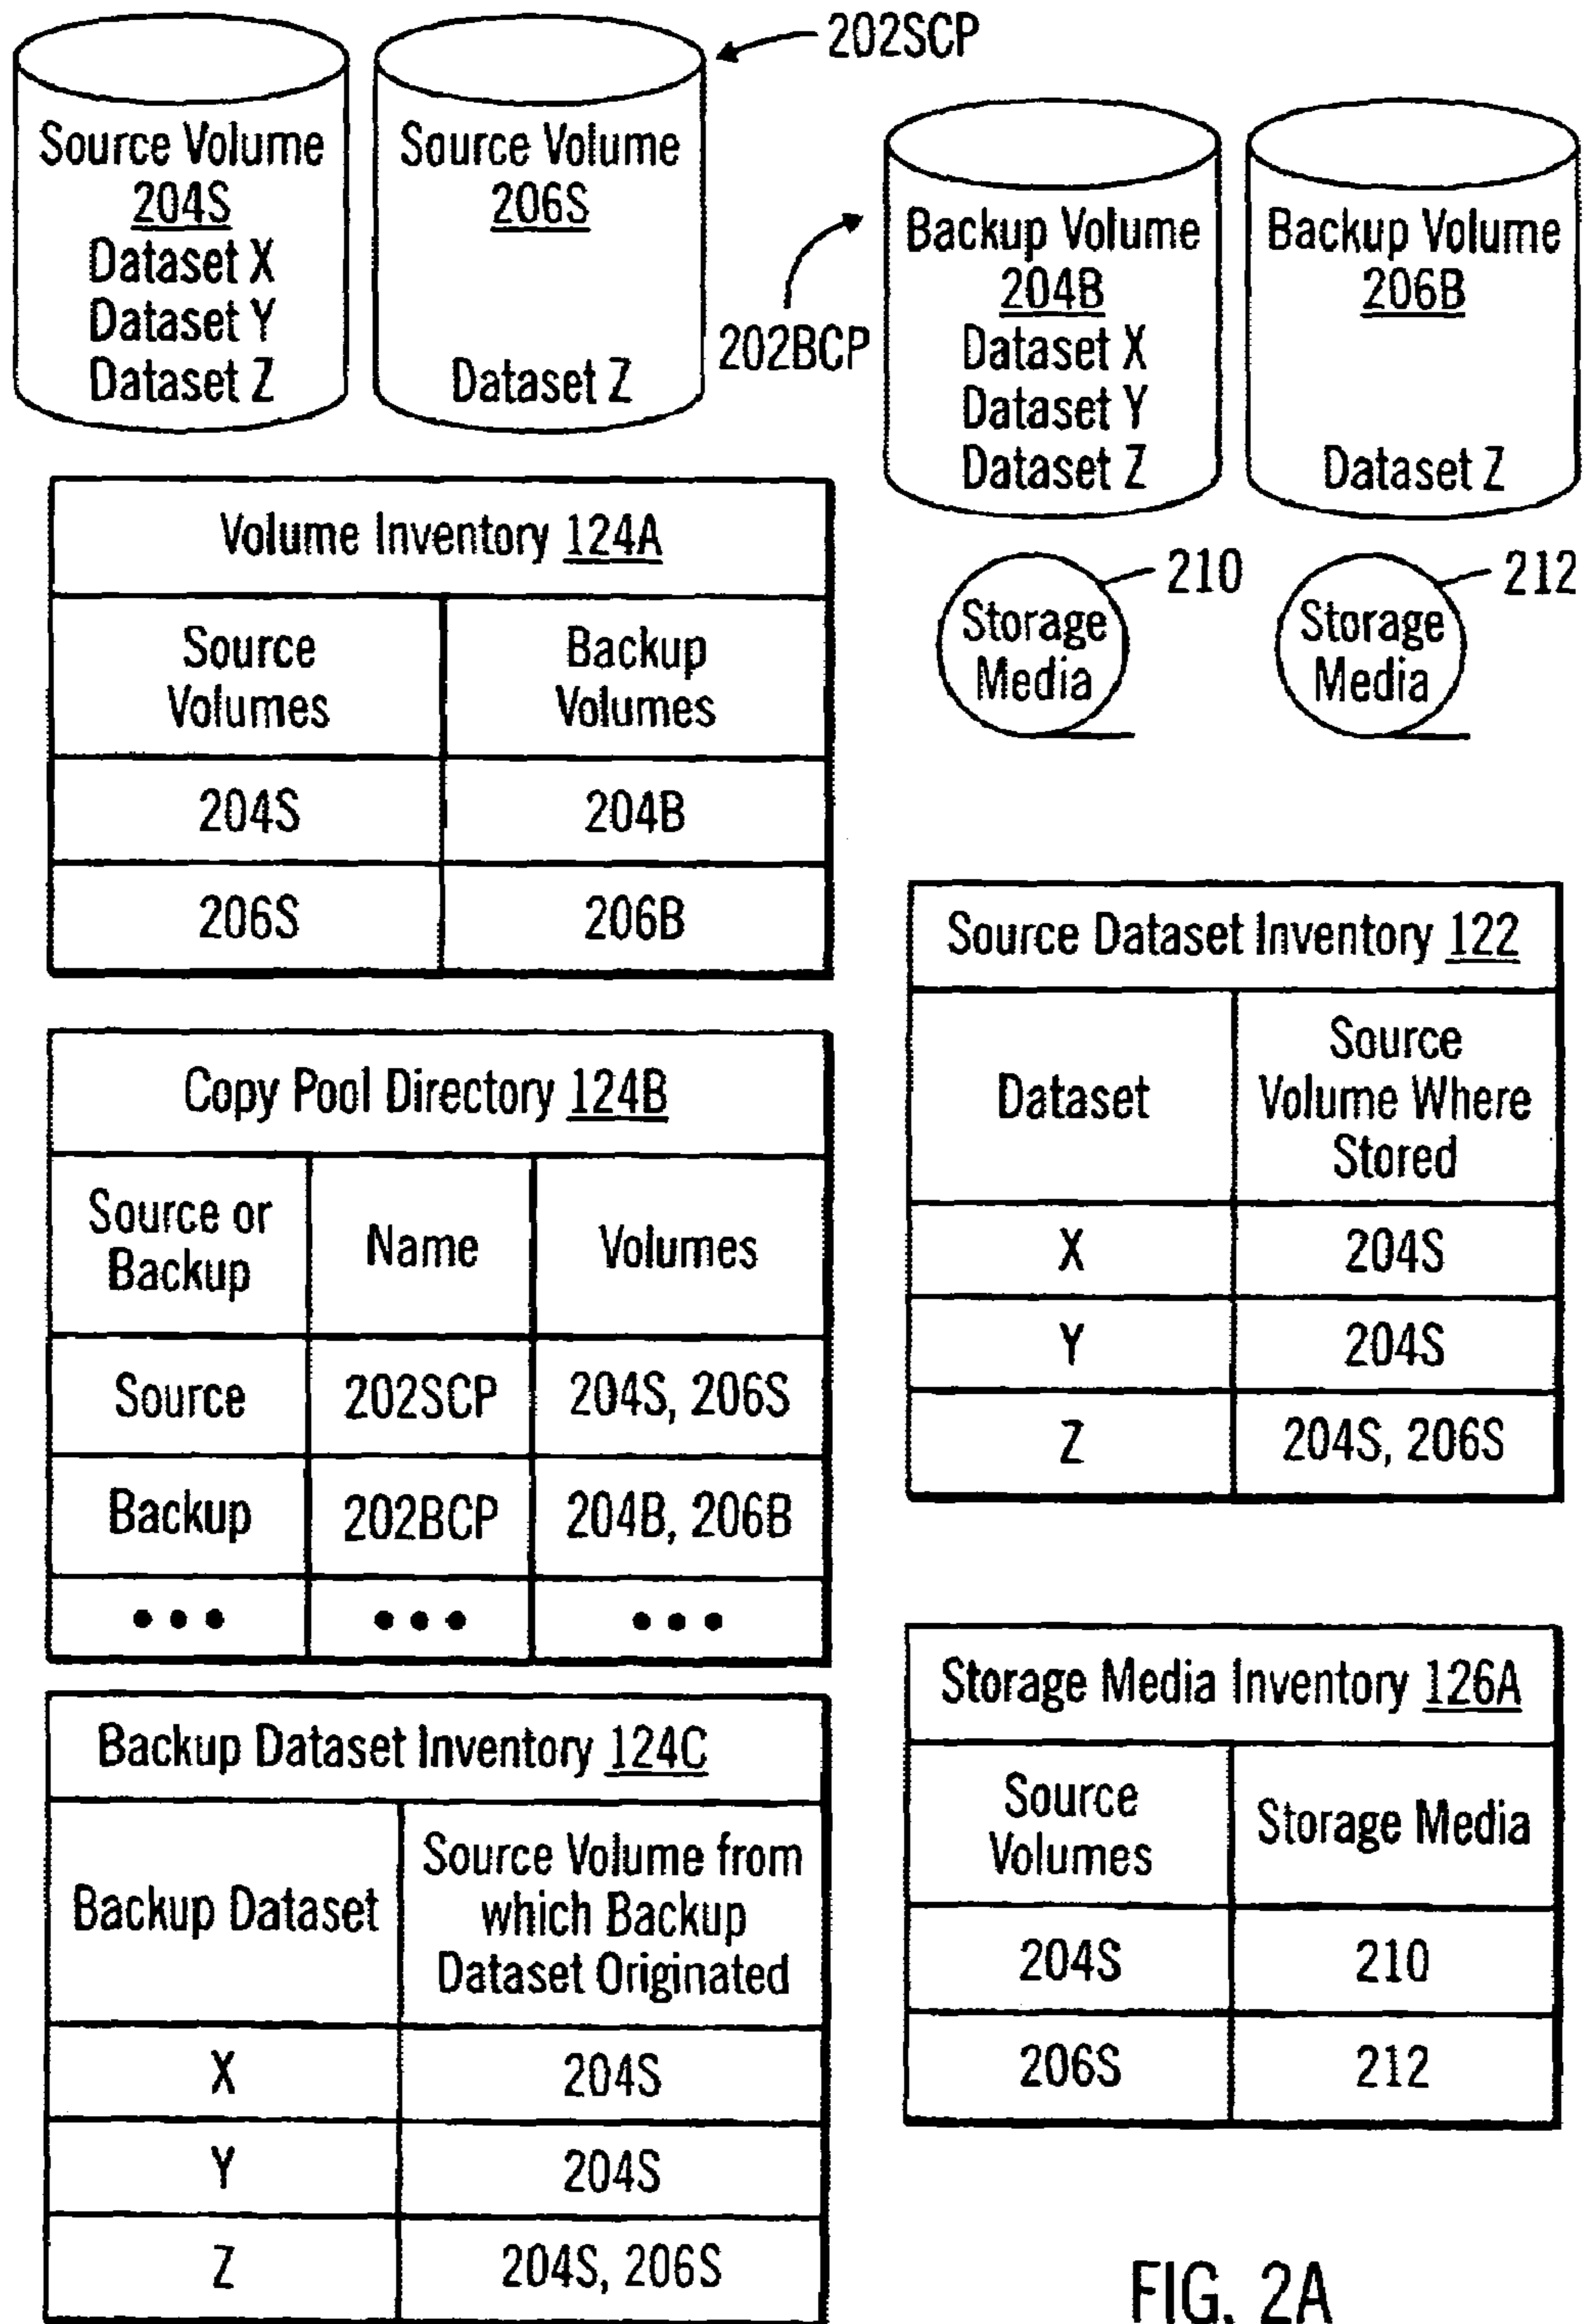 202SCP
Source Volume
204S
Dataset X
Dataset Y
Dataset Z
Source Volume
206S
Dataset Z
202BCP
Backup Volume
204B
Dataset X
Dataset Y
Dataset Z
Backup Volume
206B
Dataset Z
Storage
Media
210
Storage
Media
212
Volume Inventory 124A
Source
Volumes
Backup
Volumes
204S
204B
206S
206B
Copy Pool Directory 124B
Source or
Backup
Name
Volumes
Source
202SCP
204S, 206S
Backup
202BCP
204B, 206B
• • •
• • •
• • •
Backup Dataset Inventory 124C
Backup Dataset
Source Volume from
which Backup
Dataset Originated
X
204S
Y
204S
Z
204S, 206S
Source Dataset Inventory 122
Dataset
Source
Volume Where
Stored
X
204S
Y
204S
Z
204S, 206S
Storage Media Inventory 126A
Source
Volumes
Storage Media
204S
210
206S
212
FIG. 2A